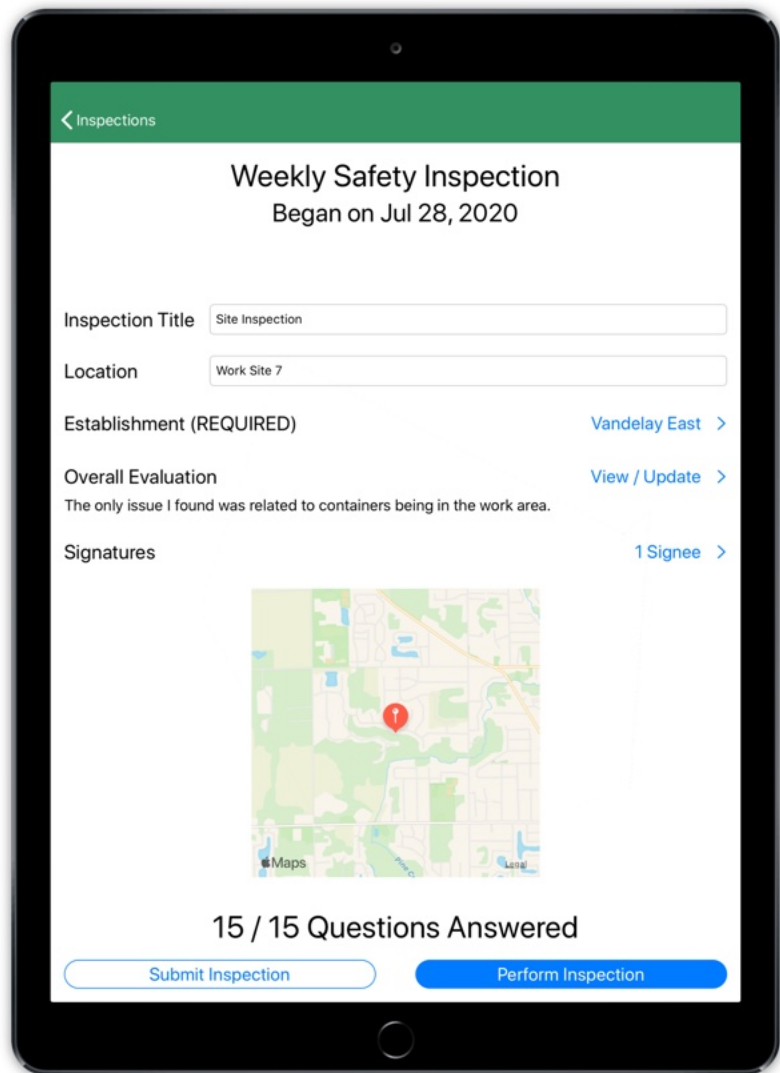 Inspections
Weekly Safety Inspection
Began on Jul 28, 2020
Inspection Title Site Inspection
Location Work Site 7
Establishment (REQUIRED) Vandelay East >
Overall Evaluation View / Update >
The only issue I found was related to containers being in the work area.
Signatures 1 Signee >
Maps Legal
15 / 15 Questions Answered
Submit Inspection Perform Inspection